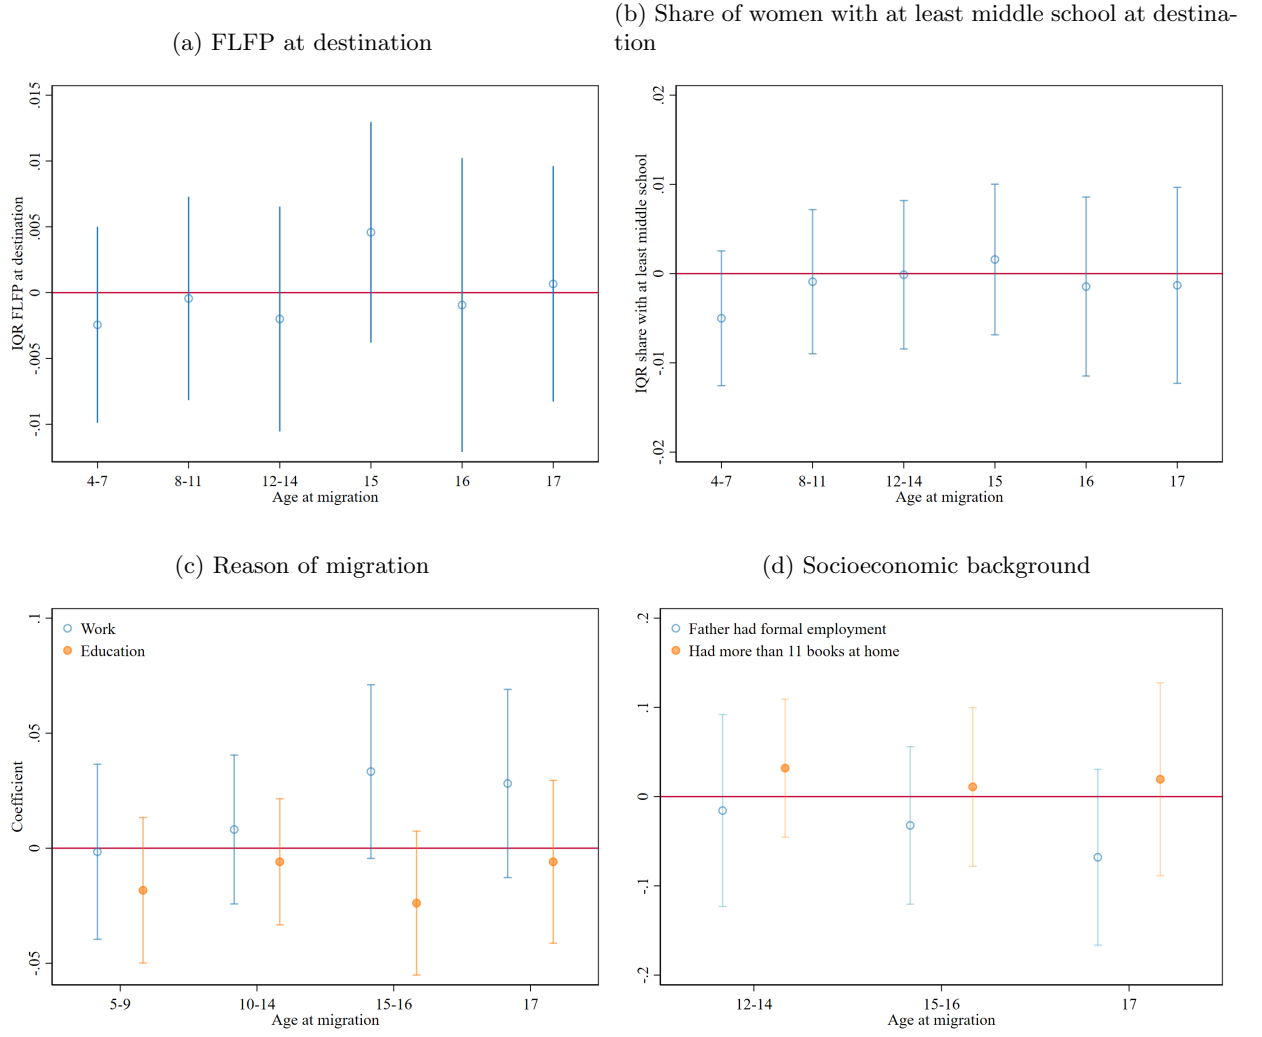 (a) FLFP at destination
.015
.01
.005
0
-.005
-.01
IQR FLFP at destination
4-7 8-11 12-14 15 16 17
Age at migration
(b) Share of women with at least middle school at destina-
tion
.02
.01
0
-.01
-.02
IQR share with at least middle school
4-7 8-11 12-14 15 16 17
Age at migration
(c) Reason of migration
Work
Education
.1
.05
0
-.05
Coefficient
5-9 10-14 15-16 17
Age at migration
(d) Socioeconomic background
Father had formal employment
Had more than 11 books at home
.2
.1
0
-.1
-.2
12-14 15-16 17
Age at migration